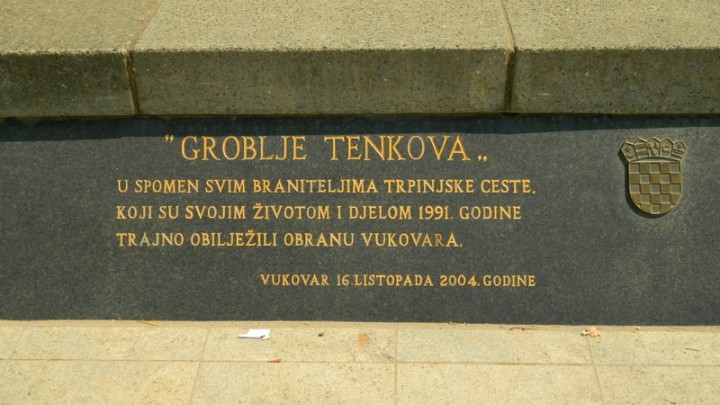 "GROBLJE TENKOVA„
U SPOMEN SVIM BRANITELJIMA TRPINJSKE CESTE.
KOJI SU SVOJIM ŽIVOTOM I DJELOM 1991. GODINE
TRAJNO OBILJEŽILI OBRANU VUKOVARA.
VUKOVAR 16. LISTOPADA 2004. GODINE